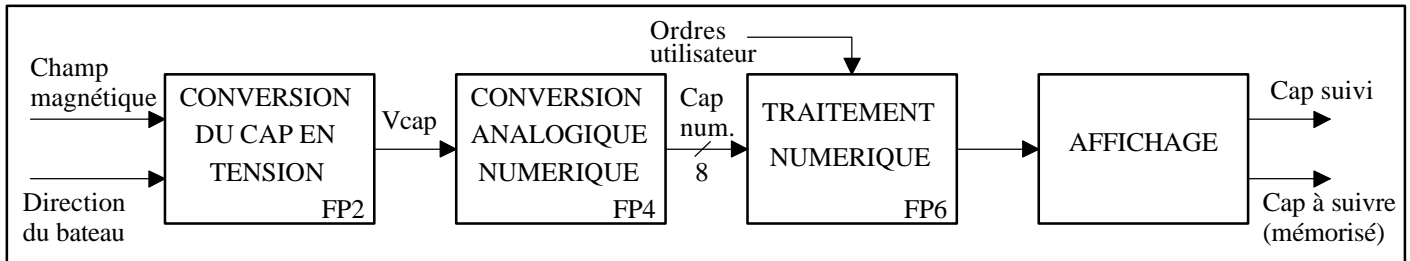 Champ
magnétique
Direction
du bateau
CONVERSION
DU CAP EN
TENSION
FP2
Vcap
CONVERSION
ANALOGIQUE
NUMERIQUE
FP4
Cap
num.
8
Ordres
utilisateur
TRAITEMENT
NUMERIQUE
FP6
AFFICHAGE
Cap suivi
Cap à suivre
(mémorisé)